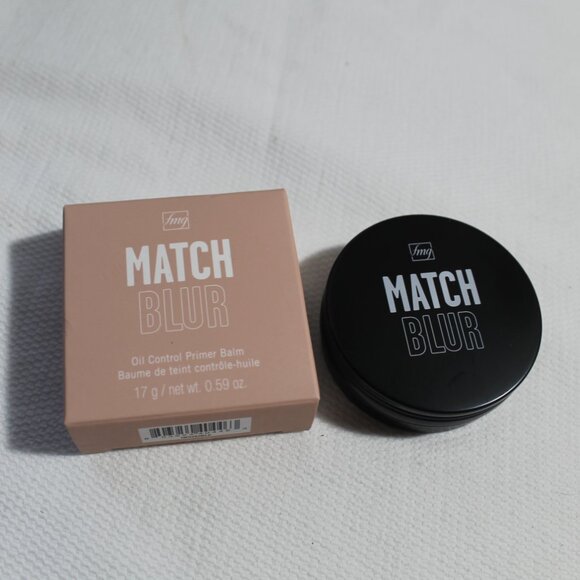 fmg
MATCH
BLUR
Oil Control Primer Balm
Baume de teint contrôle-huile
17 g / net wt. 0.59 oz.
fmg
MATCH
BLUR